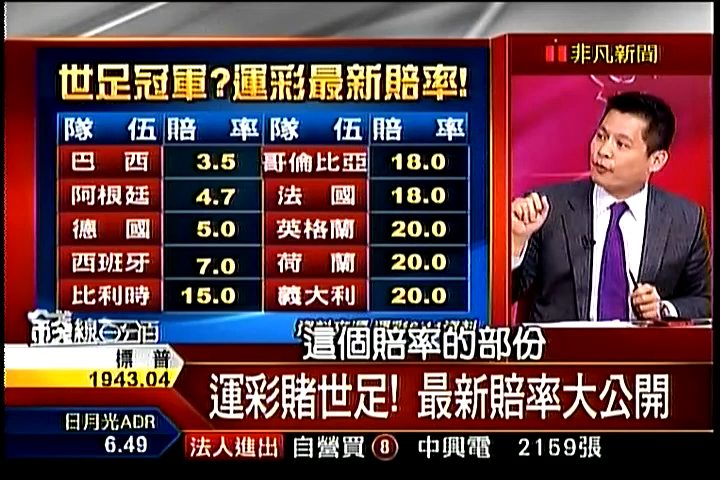 非凡新聞
世足冠軍?運彩最新賠率!
隊伍 賠率 隊伍 賠率
巴西 3.5 哥倫比亞 18.0
阿根廷 4.7 法國 18.0
德國 5.0 英格蘭 20.0
西班牙 7.0 荷蘭 20.0
比利時 15.0 義大利 20.0
錢線百分百
這個賠率的部份
標普
1943.04
運彩賭世足! 最新賠率大公開
日月光ADR
6.49
法人進出 自營買 8 中興電 2159張